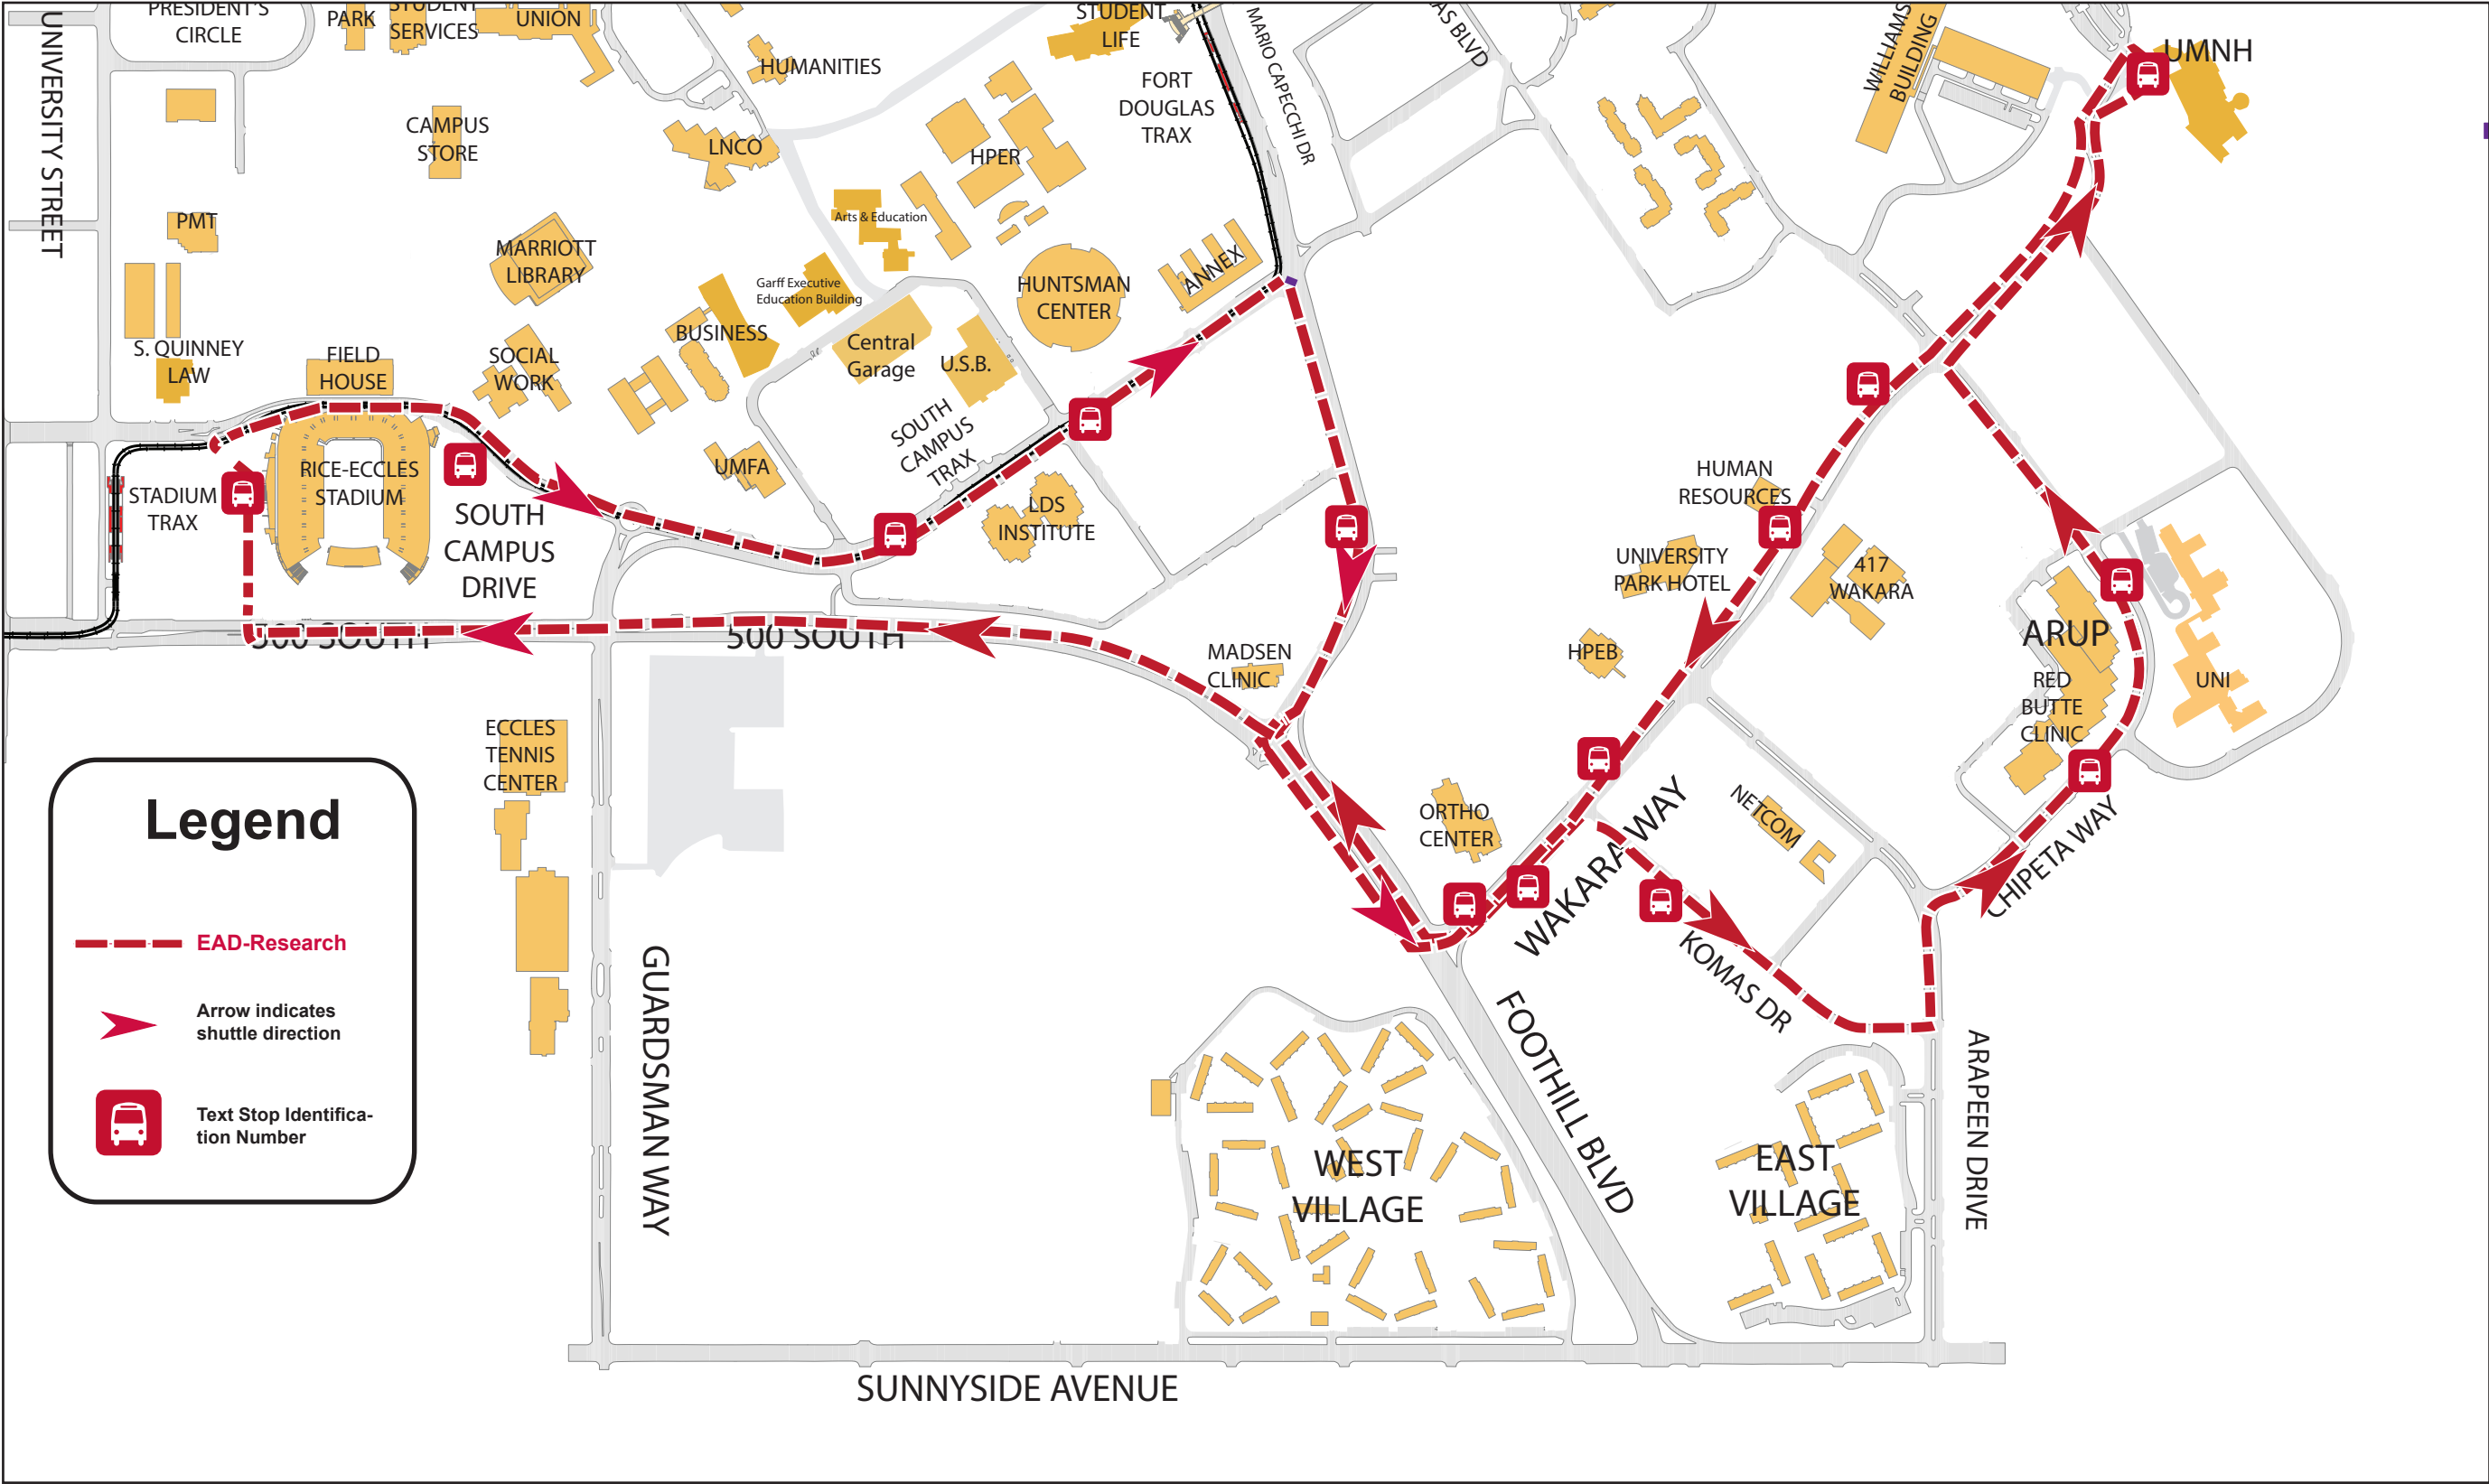 PRESIDENT'S
CIRCLE
PARK
STUDENT
SERVICES
UNION
HUMANITIES
STUDENT
LIFE
FORT
DOUGLAS
TRAX
MARIO CAPECCHI DR
BLVD
WILLIAMS
BUILDING
UMNH
UNIVERSITY STREET
CAMPUS
STORE
LNCO
HPER
PMT
Arts & Education
MARRIOTT
LIBRARY
Garff Executive
Education Building
HUNTSMAN
CENTER
ANNEX
BUSINESS
S. QUINNEY
LAW
FIELD
HOUSE
SOCIAL
WORK
Central
Garage
U.S.B.
SOUTH
CAMPUS
TRAX
UMFA
RICE-ECCLES
STADIUM
STADIUM
TRAX
SOUTH
CAMPUS
DRIVE
LDS
INSTITUTE
HUMAN
RESOURCES
UNIVERSITY
PARK HOTEL
417
WAKARA
HPEB
ARUP
RED
BUTTE
CLINIC
UNI
500 SOUTH
500 SOUTH
MADSEN
CLINIC
ECCLES
TENNIS
CENTER
ORTHO
CENTER
NETCOM
WAKARA WAY
CHIPETA WAY
KOMAS DR
Legend
EAD-Research
Arrow indicates
shuttle direction
Text Stop Identifica-
tion Number
GUARDSMAN WAY
FOOTHILL BLVD
ARAPEEN DRIVE
WEST
VILLAGE
EAST
VILLAGE
SUNNYSIDE AVENUE